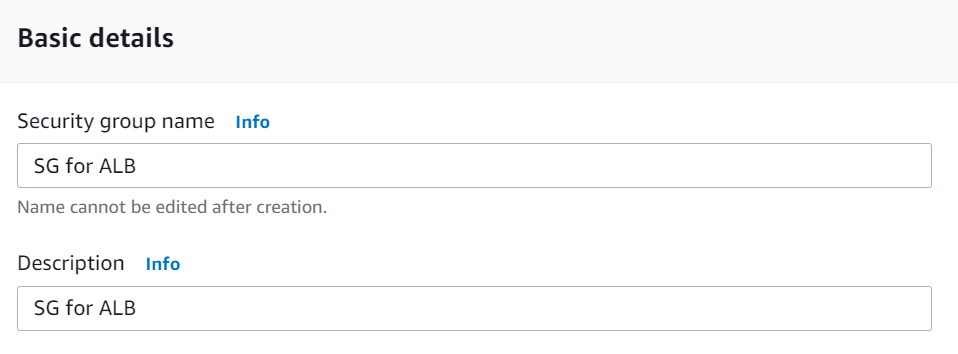 Basic details
Security group name Info
SG for ALB
Name cannot be edited after creation.
Description Info
SG for ALB